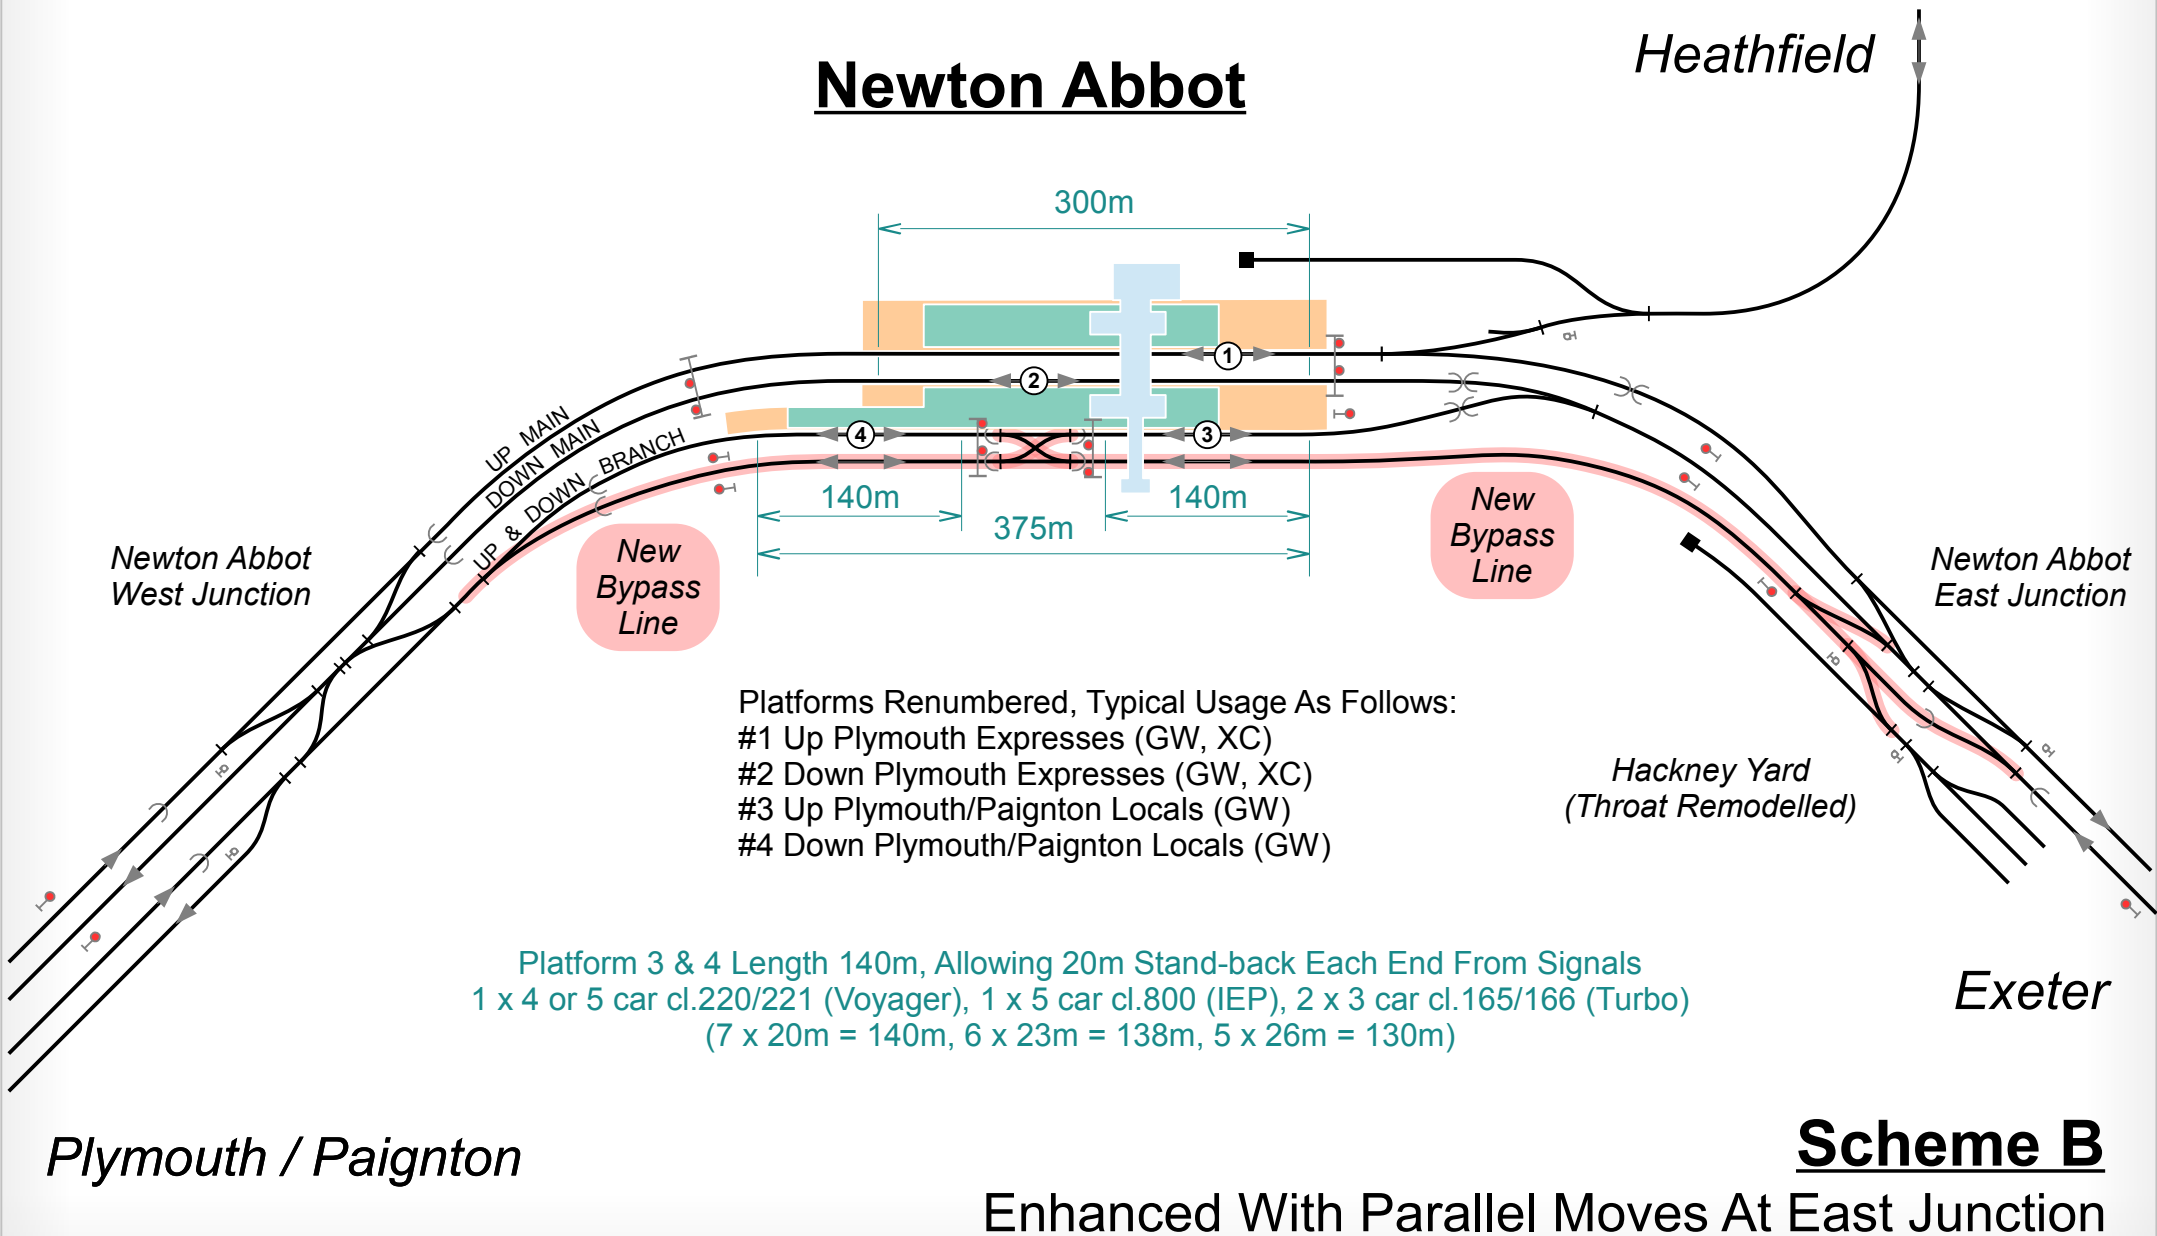 Newton Abbot
Heathfield
300m
1
2
4
3
UP MAIN
DOWN MAIN
UP & DOWN BRANCH
140m
140m
375m
New
Bypass
Line
New
Bypass
Line
Newton Abbot
West Junction
Newton Abbot
East Junction
Platforms Renumbered, Typical Usage As Follows:
#1 Up Plymouth Expresses (GW, XC)
#2 Down Plymouth Expresses (GW, XC)
#3 Up Plymouth/Paignton Locals (GW)
#4 Down Plymouth/Paignton Locals (GW)
Hackney Yard
(Throat Remodelled)
Platform 3 & 4 Length 140m, Allowing 20m Stand-back Each End From Signals
1 x 4 or 5 car cl.220/221 (Voyager), 1 x 5 car cl.800 (IEP), 2 x 3 car cl.165/166 (Turbo)
(7 x 20m = 140m, 6 x 23m = 138m, 5 x 26m = 130m)
Exeter
Plymouth / Paignton
Scheme B
Enhanced With Parallel Moves At East Junction